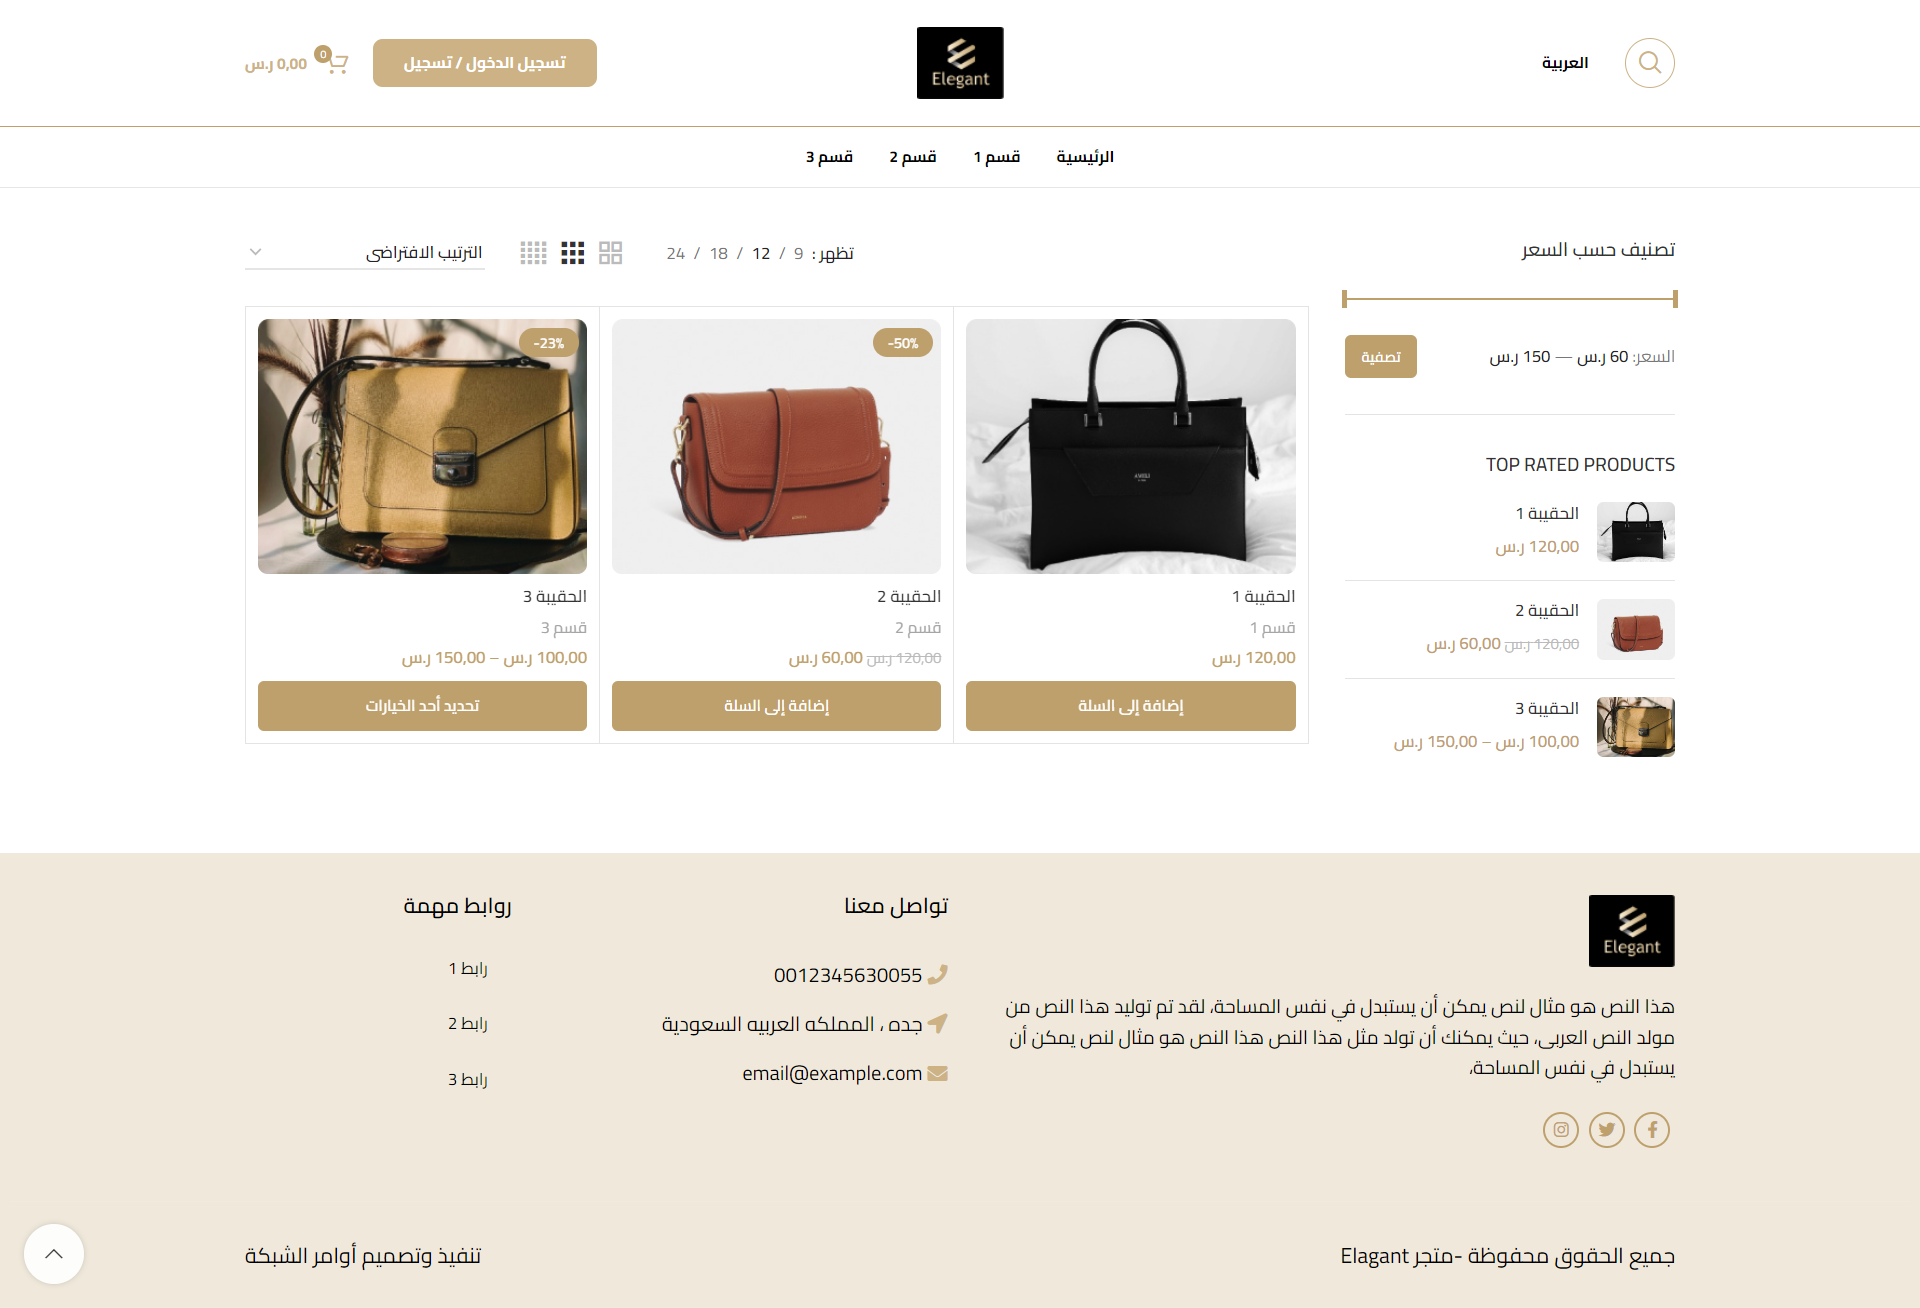 العربية
Elegant
تسجيل الدخول / تسجيل
0
0,00 ر.س
الرئيسية
قسم 1
قسم 2
قسم 3
تصنيف حسب السعر
السعر: 60 ر.س — 150 ر.س
تصفية
TOP RATED PRODUCTS
الحقيبة 1
120,00 ر.س
الحقيبة 2
120,00 ر.س 60,00 ر.س
الحقيبة 3
100,00 ر.س – 150,00 ر.س
تظهر : 9 / 12 / 18 / 24
الترتيب الافتراضي
الحقيبة 1
قسم 1
120,00 ر.س
إضافة إلى السلة
-50%
الحقيبة 2
قسم 2
120,00 ر.س 60,00 ر.س
إضافة إلى السلة
-23%
الحقيبة 3
قسم 3
100,00 ر.س – 150,00 ر.س
تحديد أحد الخيارات
Elegant
هذا النص هو مثال لنص يمكن أن يستبدل في نفس المساحة، لقد تم توليد هذا النص من
مولد النص العربى، حيث يمكنك أن تولد مثل هذا النص هذا النص هو مثال لنص يمكن أن
يستبدل في نفس المساحة،
تواصل معنا
0012345630055
جده ، المملكه العربيه السعودية
email@example.com
روابط مهمة
رابط 1
رابط 2
رابط 3
جميع الحقوق محفوظة -متجر Elagant
تنفيذ وتصميم أوامر الشبكة